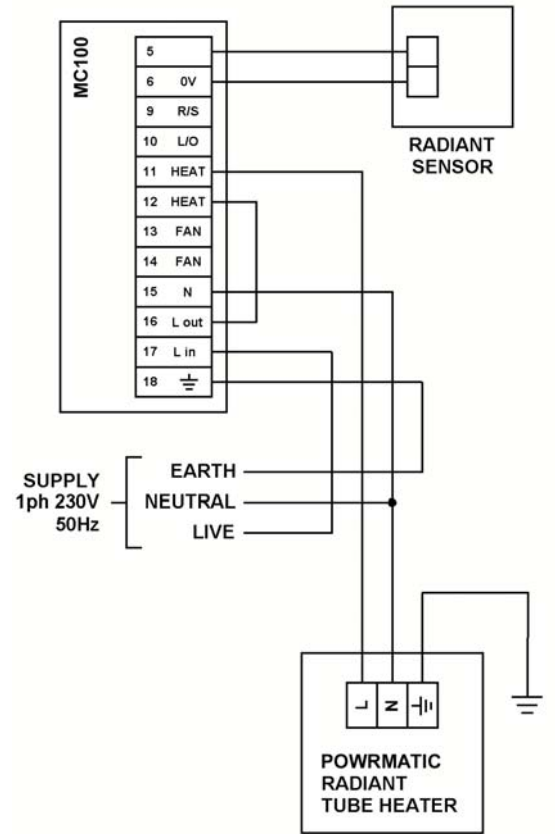 MC100
5
6 0V
9 R/S
10 L/O
11 HEAT
12 HEAT
13 FAN
14 FAN
15 N
16 L out
17 L in
18
RADIANT
SENSOR
SUPPLY
1ph 230V
50Hz
EARTH
NEUTRAL
LIVE
L N
POWRMATIC
RADIANT
TUBE HEATER